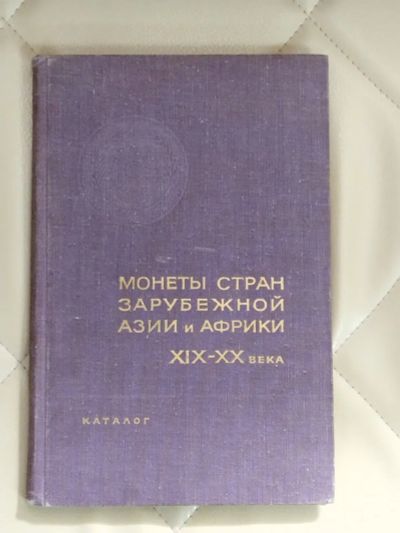 МОНЕТЫ СТРАН
ЗАРУБЕЖНОЙ
АЗИИ и АФРИКИ
XIX-XX ВЕКА
КАТАЛОГ